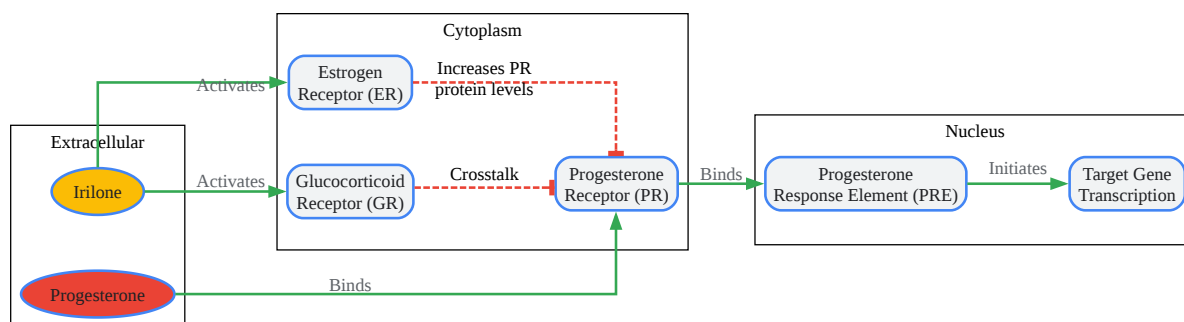 Cytoplasm
Estrogen
Receptor (ER)
Increases PR
protein levels
Activates
Extracellular
Irilone
Activates
Glucocorticoid
Receptor (GR)
Crosstalk
Progesterone
Receptor (PR)
Binds
Nucleus
Progesterone
Response Element (PRE)
Initiates
Target Gene
Transcription
Progesterone
Binds